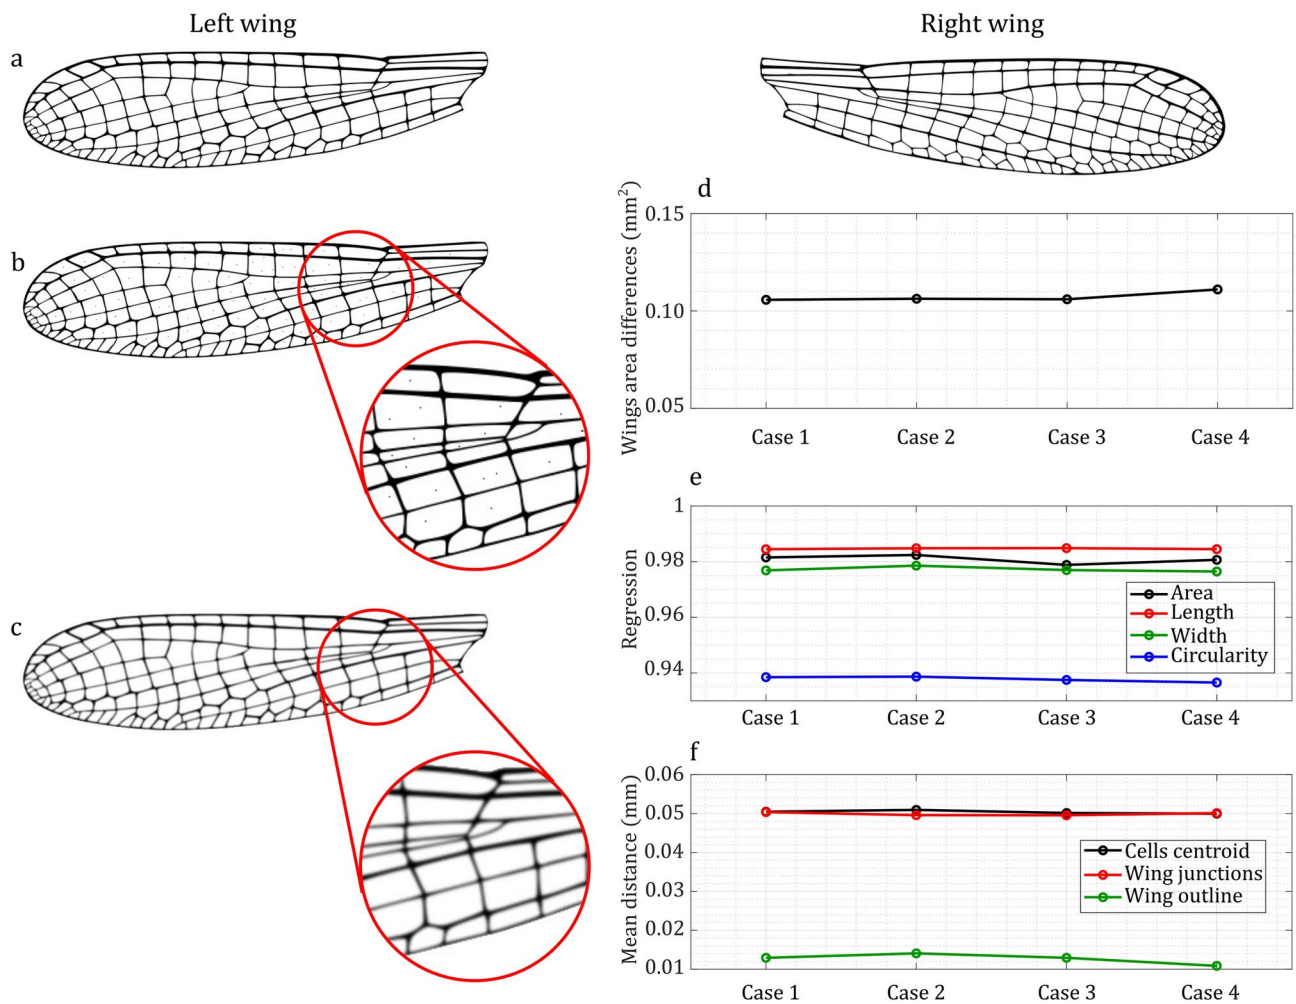 Left wing
Right wing
a
b
c
d
Wings area differences (mm²)
0.15
0.10
0.05
Case 1 Case 2 Case 3 Case 4
e
Regression
1
0.98
0.96
0.94
Area
Length
Width
Circularity
Case 1 Case 2 Case 3 Case 4
f
Mean distance (mm)
0.06
0.05
0.04
0.03
0.02
0.01
Cells centroid
Wing junctions
Wing outline
Case 1 Case 2 Case 3 Case 4